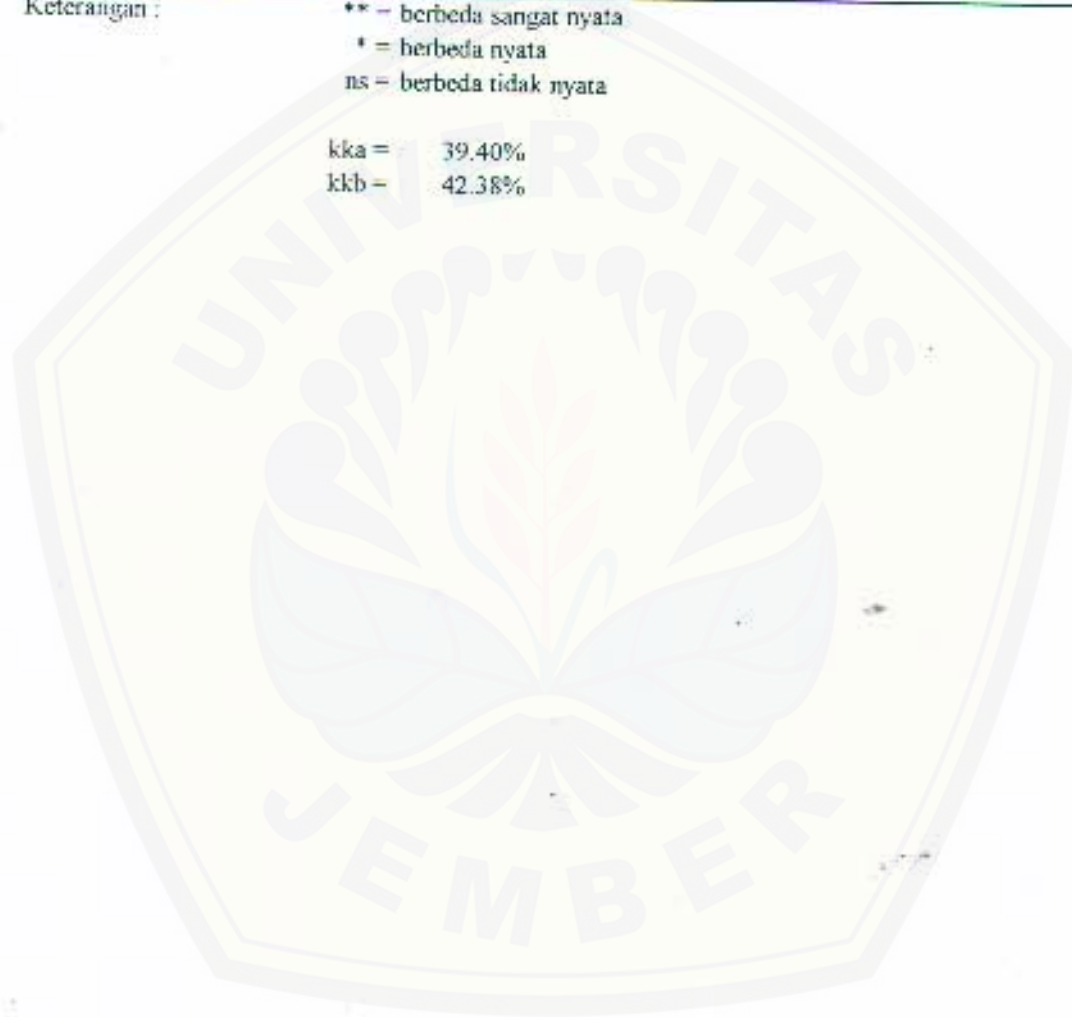 Keterangan : ** = berbeda sangat nyata
* = berbeda nyata
ns = berbeda tidak nyata
kka = 39.40%
kkb = 42.38%
UNIVERSITAS
JEMBER